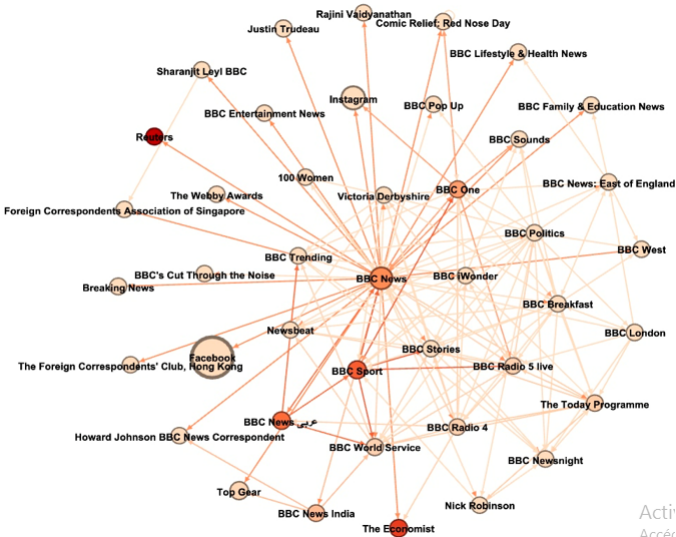 Rajini Vaidyanathan
Comic Relief: Red Nose Day
Justin Trudeau
BBC Lifestyle & Health News
Sharanjit Leyl BBC
Instagram
BBC Pop Up
BBC Family & Education News
BBC Entertainment News
Reuters
BBC Sounds
100 Women
BBC News: East of England
The Webby Awards
Victoria Derbyshire
BBC One
Foreign Correspondents Association of Singapore
BBC Politics
BBC West
BBC Trending
BBC's Cut Through the Noise
BBC News
BBC iWonder
Breaking News
BBC Breakfast
Newsbeat
BBC London
BBC Stories
Facebook
The Foreign Correspondents' Club, Hong Kong
BBC Sport
BBC Radio 5 live
The Today Programme
BBC News عربي
BBC Radio 4
Howard Johnson BBC News Correspondent
BBC World Service
BBC Newsnight
Top Gear
Nick Robinson
BBC News India
The Economist
Activ
Accéd